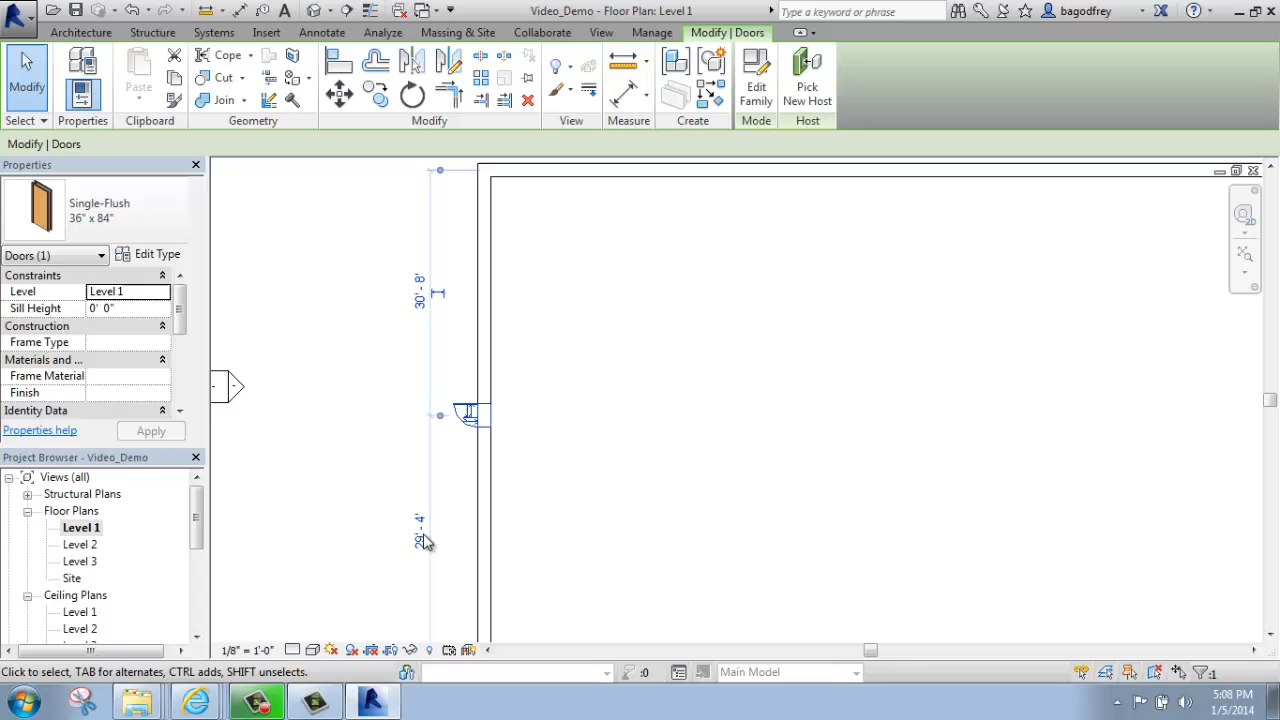 Video_Demo - Floor Plan: Level 1
Type a keyword or phrase
bagodfrey
Architecture Structure Systems Insert Annotate Analyze Massing & Site Collaborate View Manage Modify | Doors
Modify
Paste
Cope
Cut
Join
Edit Family
Pick New Host
Select Properties Clipboard Geometry Modify View Measure Create Mode Host
Modify | Doors
Properties
Single-Flush
36" x 84"
Doors (1)
Edit Type
Constraints
Level Level 1
Sill Height 0' 0"
Construction
Frame Type
Materials and ...
Frame Material
Finish
Identity Data
Properties help
Apply
Project Browser - Video_Demo
Views (all)
Structural Plans
Floor Plans
Level 1
Level 2
Level 3
Site
Ceiling Plans
Level 1
Level 2
30' - 8'
29' - 4'
2D
1/8" = 1'-0"
Click to select, TAB for alternates, CTRL adds, SHIFT unselects.
:0
Main Model
:1
5:08 PM
1/5/2014